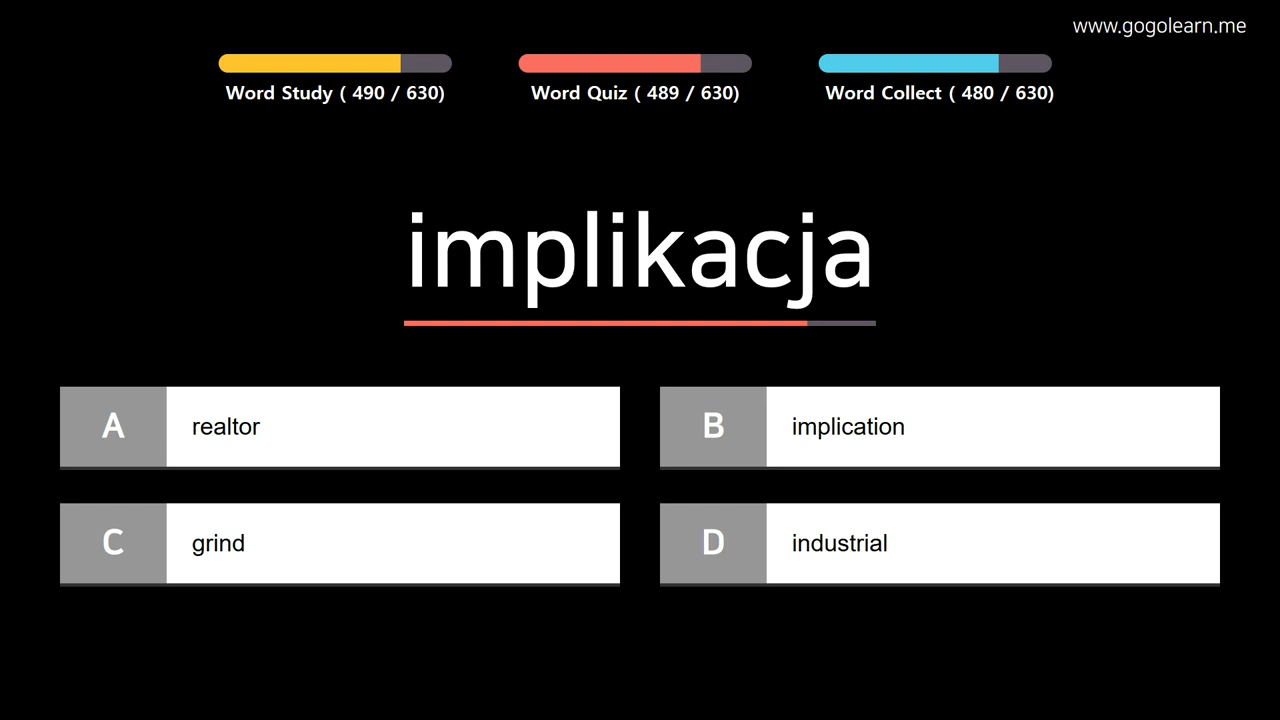 www.gogolearn.me
Word Study ( 490 / 630)
Word Quiz ( 489 / 630)
Word Collect ( 480 / 630)
implikacja
A realtor
B implication
C grind
D industrial